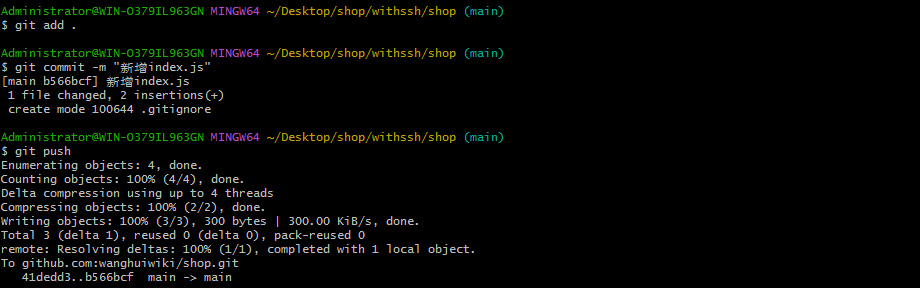 Administrator@WIN-O379IL963GN MINGW64 ~/Desktop/shop/withssh/shop (main)
$ git add .
Administrator@WIN-O379IL963GN MINGW64 ~/Desktop/shop/withssh/shop (main)
$ git commit -m "新增index.js"
[main b566bcf] 新增index.js
 1 file changed, 2 insertions(+)
 create mode 100644 .gitignore
Administrator@WIN-O379IL963GN MINGW64 ~/Desktop/shop/withssh/shop (main)
$ git push
Enumerating objects: 4, done.
Counting objects: 100% (4/4), done.
Delta compression using up to 4 threads
Compressing objects: 100% (2/2), done.
Writing objects: 100% (3/3), 300 bytes | 300.00 KiB/s, done.
Total 3 (delta 1), reused 0 (delta 0), pack-reused 0
remote: Resolving deltas: 100% (1/1), completed with 1 local object.
To github.com:wanghuiwiki/shop.git
   41dedd3..b566bcf  main -> main